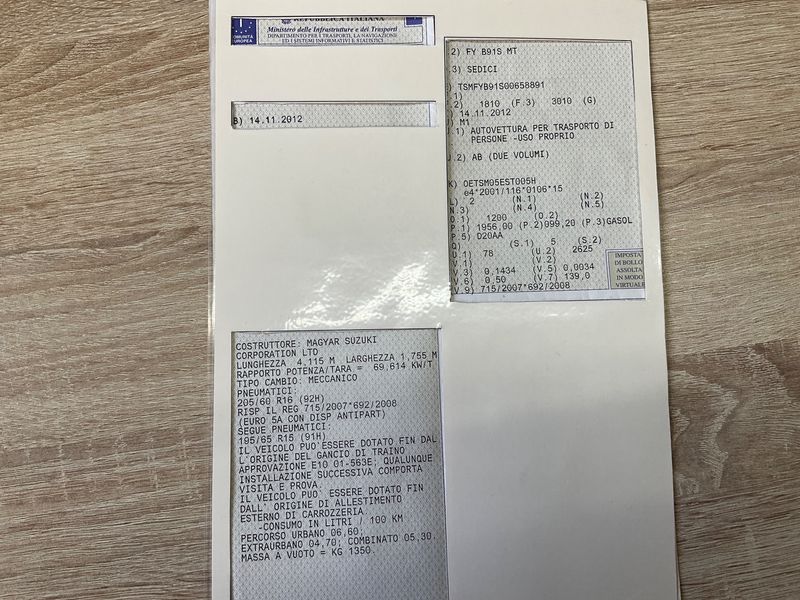 REPUBBLICA ITALIANA
COMUNITÀ
EUROPEA
Ministero delle Infrastrutture e dei Trasporti
DIPARTIMENTO PER I TRASPORTI, LA NAVIGAZIONE
ED I SISTEMI INFORMATIVI E STATISTICI
B) 14.11.2012
.2) FY B91S MT
.3) SEDICI
) TSMFYB91S00658891
.1)
.2) 1810 (F.3) 3010 (G)
) 14.11.2012
) M1
J.1) AUTOVETTURA PER TRASPORTO DI
PERSONE -USO PROPRIO
J.2) AB (DUE VOLUMI)
K) OETSM05EST005H
e4*2001/116*0106*15
L) 2 (N.1) (N.2)
N.3) (N.4) (N.5)
O.1) 1200 (O.2)
P.1) 1956,00 (P.2)099,20 (P.3)GASOL
P.5) D20AA
Q) (S.1) 5 (S.2)
U.1) 78 (U.2) 2625
V.1) (V.2)
V.3) 0.1434 (V.5) 0,0034
V.6) 0.50 (V.7) 139,0
V.9) 715/2007*692/2008
IMPOSTA
DI BOLLO
ASSOLTA
IN MODO
VIRTUALE
COSTRUTTORE: MAGYAR SUZUKI
CORPORATION LTD
LUNGHEZZA 4,115 M LARGHEZZA 1,755 M
RAPPORTO POTENZA/TARA = 69,614 KW/T
TIPO CAMBIO: MECCANICO
PNEUMATICI:
205/60 R16 (92H)
RISP IL REG 715/2007*692/2008
(EURO 5A CON DISP ANTIPART)
SEGUE PNEUMATICI:
195/65 R15 (91H)
IL VEICOLO PUO`ESSERE DOTATO FIN DAL
L'ORIGINE DEL GANCIO DI TRAINO
APPROVAZIONE E10 01-563E; QUALUNQUE
INSTALLAZIONE SUCCESSIVA COMPORTA
VISITA E PROVA.
IL VEICOLO PUO` ESSERE DOTATO FIN
DALL' ORIGINE DI ALLESTIMENTO
ESTERNO DI CARROZZERIA
-CONSUMO IN LITRI / 100 KM
PERCORSO URBANO 06,60;
EXTRAURBANO 04,70; COMBINATO 05,30.
MASSA A VUOTO = KG 1350.